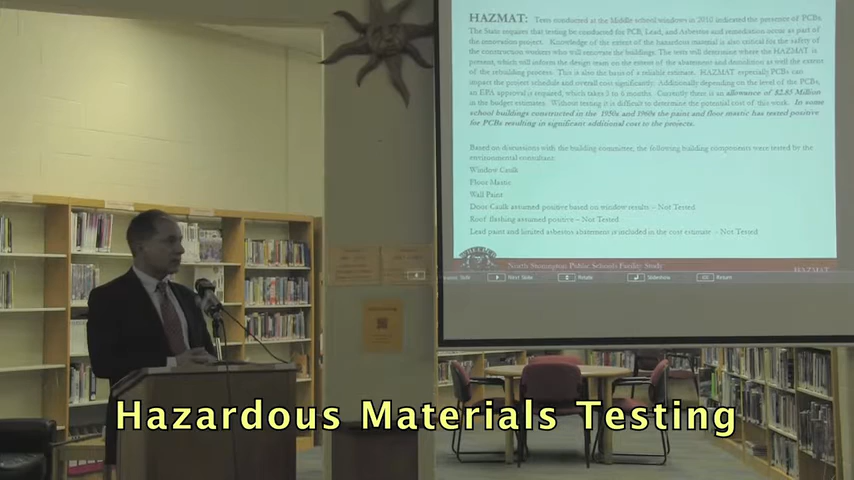 HAZMAT: Tests conducted at the Middle school windows in 2010 indicated the presence of PCBs.
The State requires that testing be conducted for PCB, Lead, and Asbestos and remediation occur as part of
the renovation project. Knowledge of the extent of the hazardous material is also critical for the safety of
the construction workers who will renovate the buildings. The tests will determine where the HAZMAT is
present, which will inform the design team on the extent of the abatement and demolition as well the extent
of the rebuilding process. This is also the basis of a reliable estimate. HAZMAT especially PCBs can
impact the project schedule and overall cost significantly. Additionally depending on the level of the PCBs,
an EPA approval is required, which takes 3 to 6 months. Currently there is an allowance of $2.85 Million
in the budget estimates. Without testing it is difficult to determine the potential cost of this work. In some
school buildings constructed in the 1950s and 1960s the paint and floor mastic has tested positive
for PCBs resulting in significant additional cost to the projects.
Based on discussions with the building committee, the following building components were tested by the
environmental consultant.
Window Caulk
Floor Mastic
Wall Paint
Door Caulk assumed positive based on window results – Not Tested
Roof flashing assumed positive – Not Tested
Lead paint and limited asbestos abatement is included in the cost estimate – Not Tested
North Stonington Public Schools Facility Study
HAZMAT
Next Slide
Rotate
Slideshow
Return
Hazardous Materials Testing